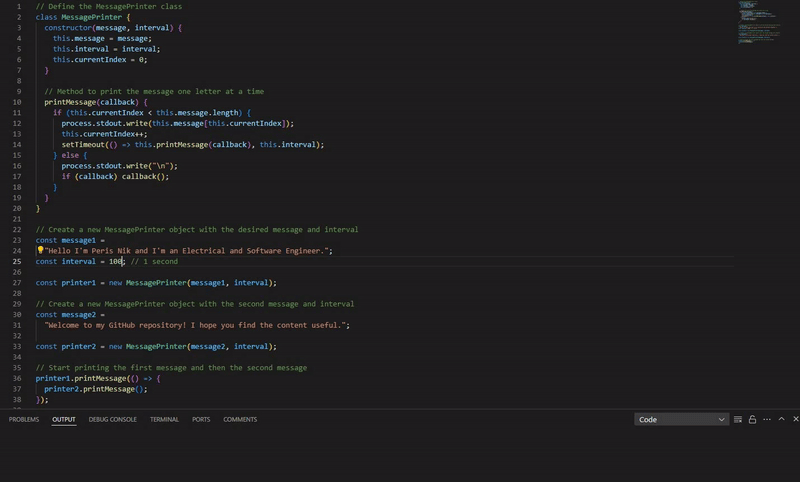 1 // Define the MessagePrinter class
2 class MessagePrinter {
3 constructor(message, interval) {
4 this.message = message;
5 this.interval = interval;
6 this.currentIndex = 0;
7 }
8
9 // Method to print the message one letter at a time
10 printMessage(callback) {
11 if (this.currentIndex < this.message.length) {
12 process.stdout.write(this.message[this.currentIndex]);
13 this.currentIndex++;
14 setTimeout(() => this.printMessage(callback), this.interval);
15 } else {
16 process.stdout.write("\n");
17 if (callback) callback();
18 }
19 }
20 }
21
22 // Create a new MessagePrinter object with the desired message and interval
23 const message1 =
24 "Hello I'm Peris Nik and I'm an Electrical and Software Engineer.";
25 const interval = 100; // 1 second
26
27 const printer1 = new MessagePrinter(message1, interval);
28
29 // Create a new MessagePrinter object with the second message and interval
30 const message2 =
31 "Welcome to my GitHub repository! I hope you find the content useful.";
32
33 const printer2 = new MessagePrinter(message2, interval);
34
35 // Start printing the first message and then the second message
36 printer1.printMessage(() => {
37 printer2.printMessage();
38 });
PROBLEMS OUTPUT DEBUG CONSOLE TERMINAL PORTS COMMENTS Code